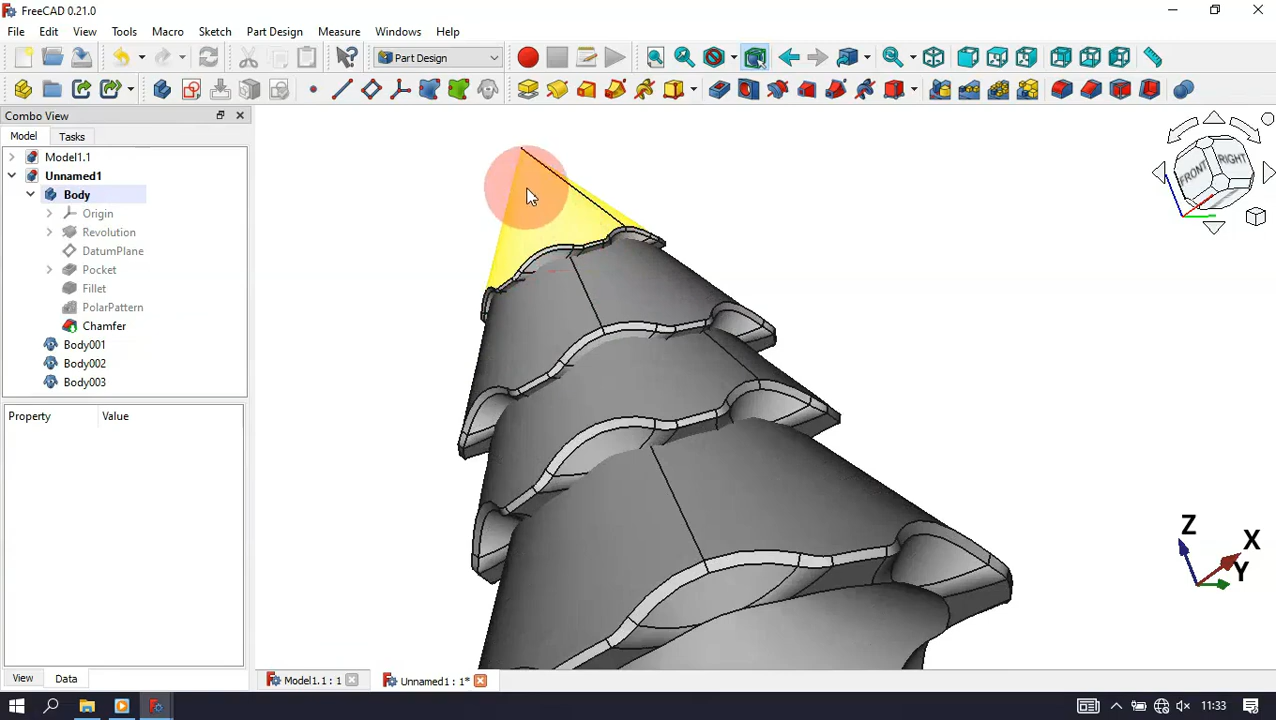 FreeCAD 0.21.0
File Edit View Tools Macro Sketch Part Design Measure Windows Help
Part Design
Combo View
Model Tasks
Model1.1
Unnamed1
Body
Origin
Revolution
DatumPlane
Pocket
Fillet
PolarPattern
Chamfer
Body001
Body002
Body003
Property Value
View Data
FRONT RIGHT
Z
X
Y
Model1.1 : 1
Unnamed1 : 1*
11:33